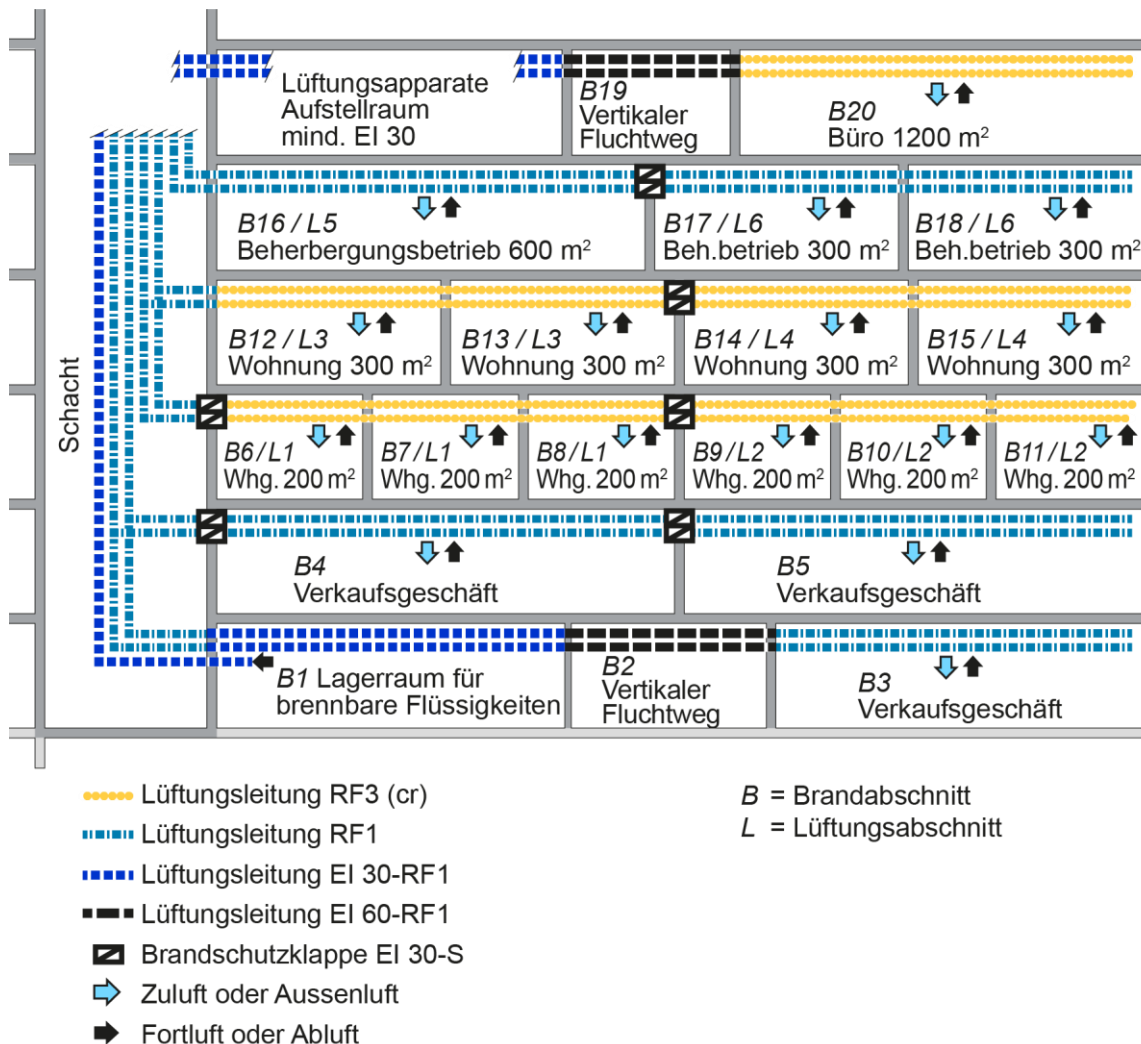 Lüftungsapparate
Aufstellraum
mind. EI 30
B19
Vertikaler
Fluchtweg
B20
Büro 1200 m²
B16 / L5
Beherbergungsbetrieb 600 m²
B17 / L6
Beh.betrieb 300 m²
B18 / L6
Beh.betrieb 300 m²
B12 / L3
Wohnung 300 m²
B13 / L3
Wohnung 300 m²
B14 / L4
Wohnung 300 m²
B15 / L4
Wohnung 300 m²
Schacht
B6/L1
Whg. 200 m²
B7/L1
Whg. 200 m²
B8/L1
Whg. 200 m²
B9/L2
Whg. 200 m²
B10/L2
Whg. 200 m²
B11/L2
Whg. 200 m²
B4
Verkaufsgeschäft
B5
Verkaufsgeschäft
B1 Lagerraum für
brennbare Flüssigkeiten
B2
Vertikaler
Fluchtweg
B3
Verkaufsgeschäft
Lüftungsleitung RF3 (cr)
Lüftungsleitung RF1
Lüftungsleitung EI 30-RF1
Lüftungsleitung EI 60-RF1
Brandschutzklappe EI 30-S
Zuluft oder Aussenluft
Fortluft oder Abluft
B = Brandabschnitt
L = Lüftungsabschnitt